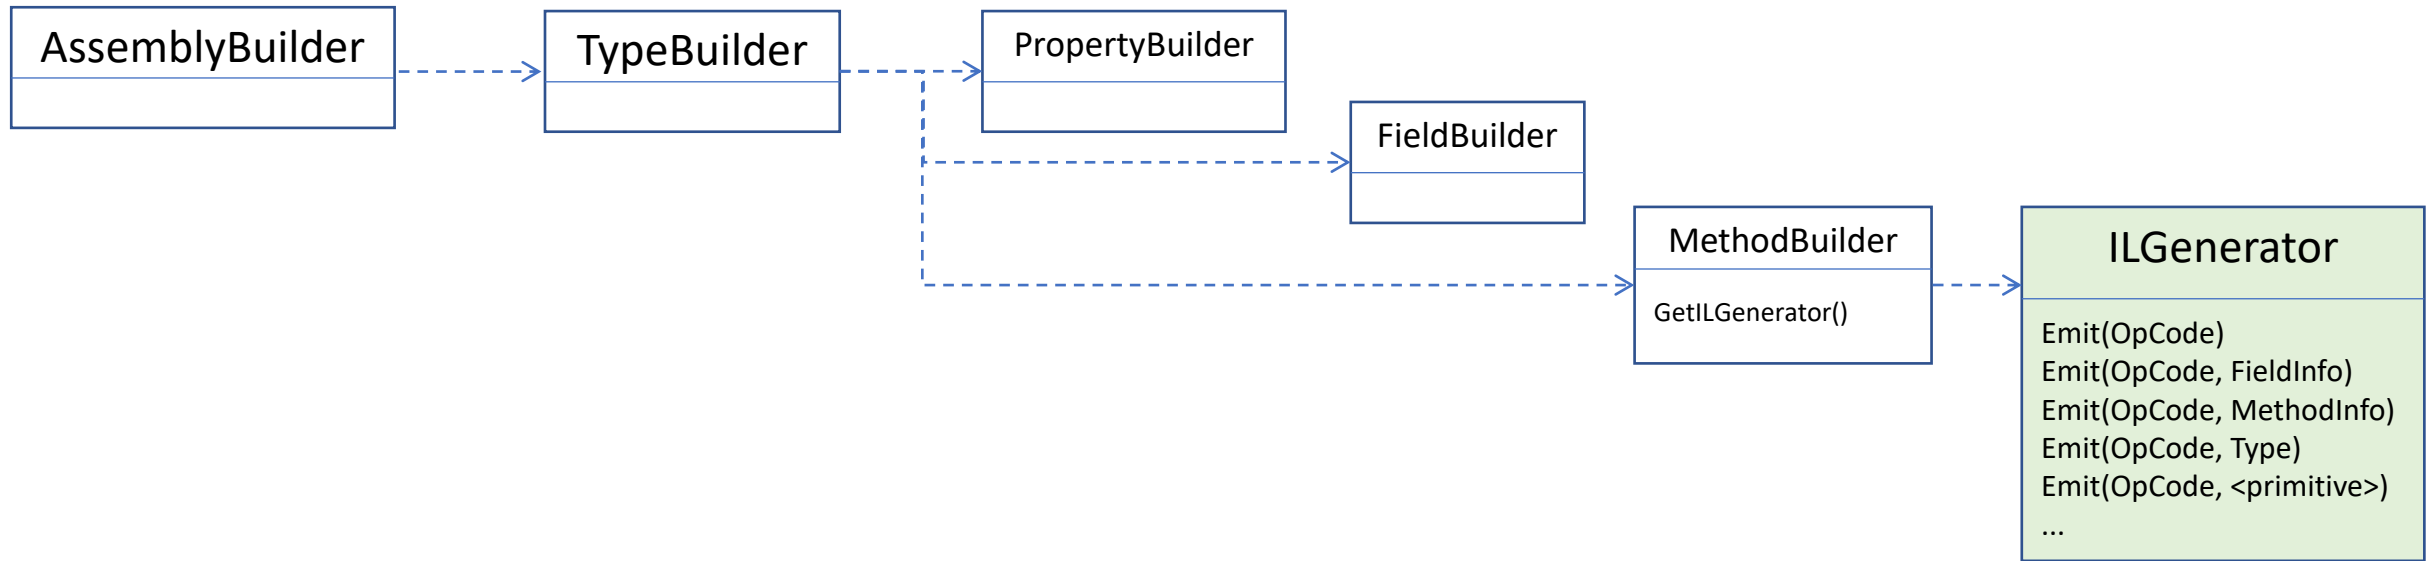 AssemblyBuilder
TypeBuilder
PropertyBuilder
FieldBuilder
MethodBuilder
GetILGenerator()
ILGenerator
Emit(OpCode)
Emit(OpCode, FieldInfo)
Emit(OpCode, MethodInfo)
Emit(OpCode, Type)
Emit(OpCode, <primitive>)
...